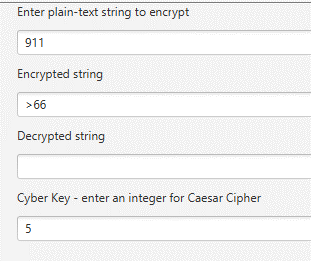 Enter plain-text string to encrypt
911
Encrypted string
>66
Decrypted string
Cyber Key - enter an integer for Caesar Cipher
5